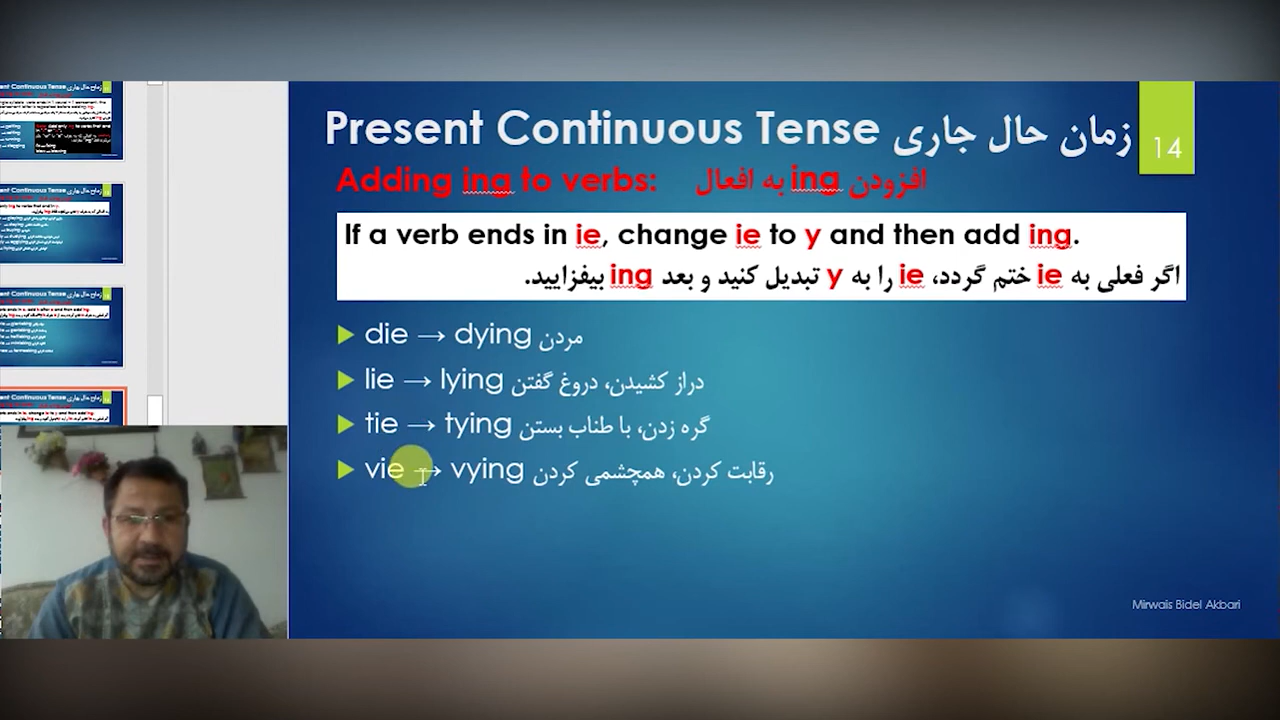 Present Continuous Tense زمان حال جاری
14
Adding ing to verbs: افزودن ing به افعال
If a verb ends in ie, change ie to y and then add ing.
اگر فعلی به ie ختم گردد، ie را به y تبدیل کنید و بعد ing بیفزایید.
die → dying مردن
lie → lying دراز کشیدن، دروغ گفتن
tie → tying گره زدن، با طناب بستن
vie → vying رقابت کردن، همچشمی کردن
Mirwais Bidel Akbari